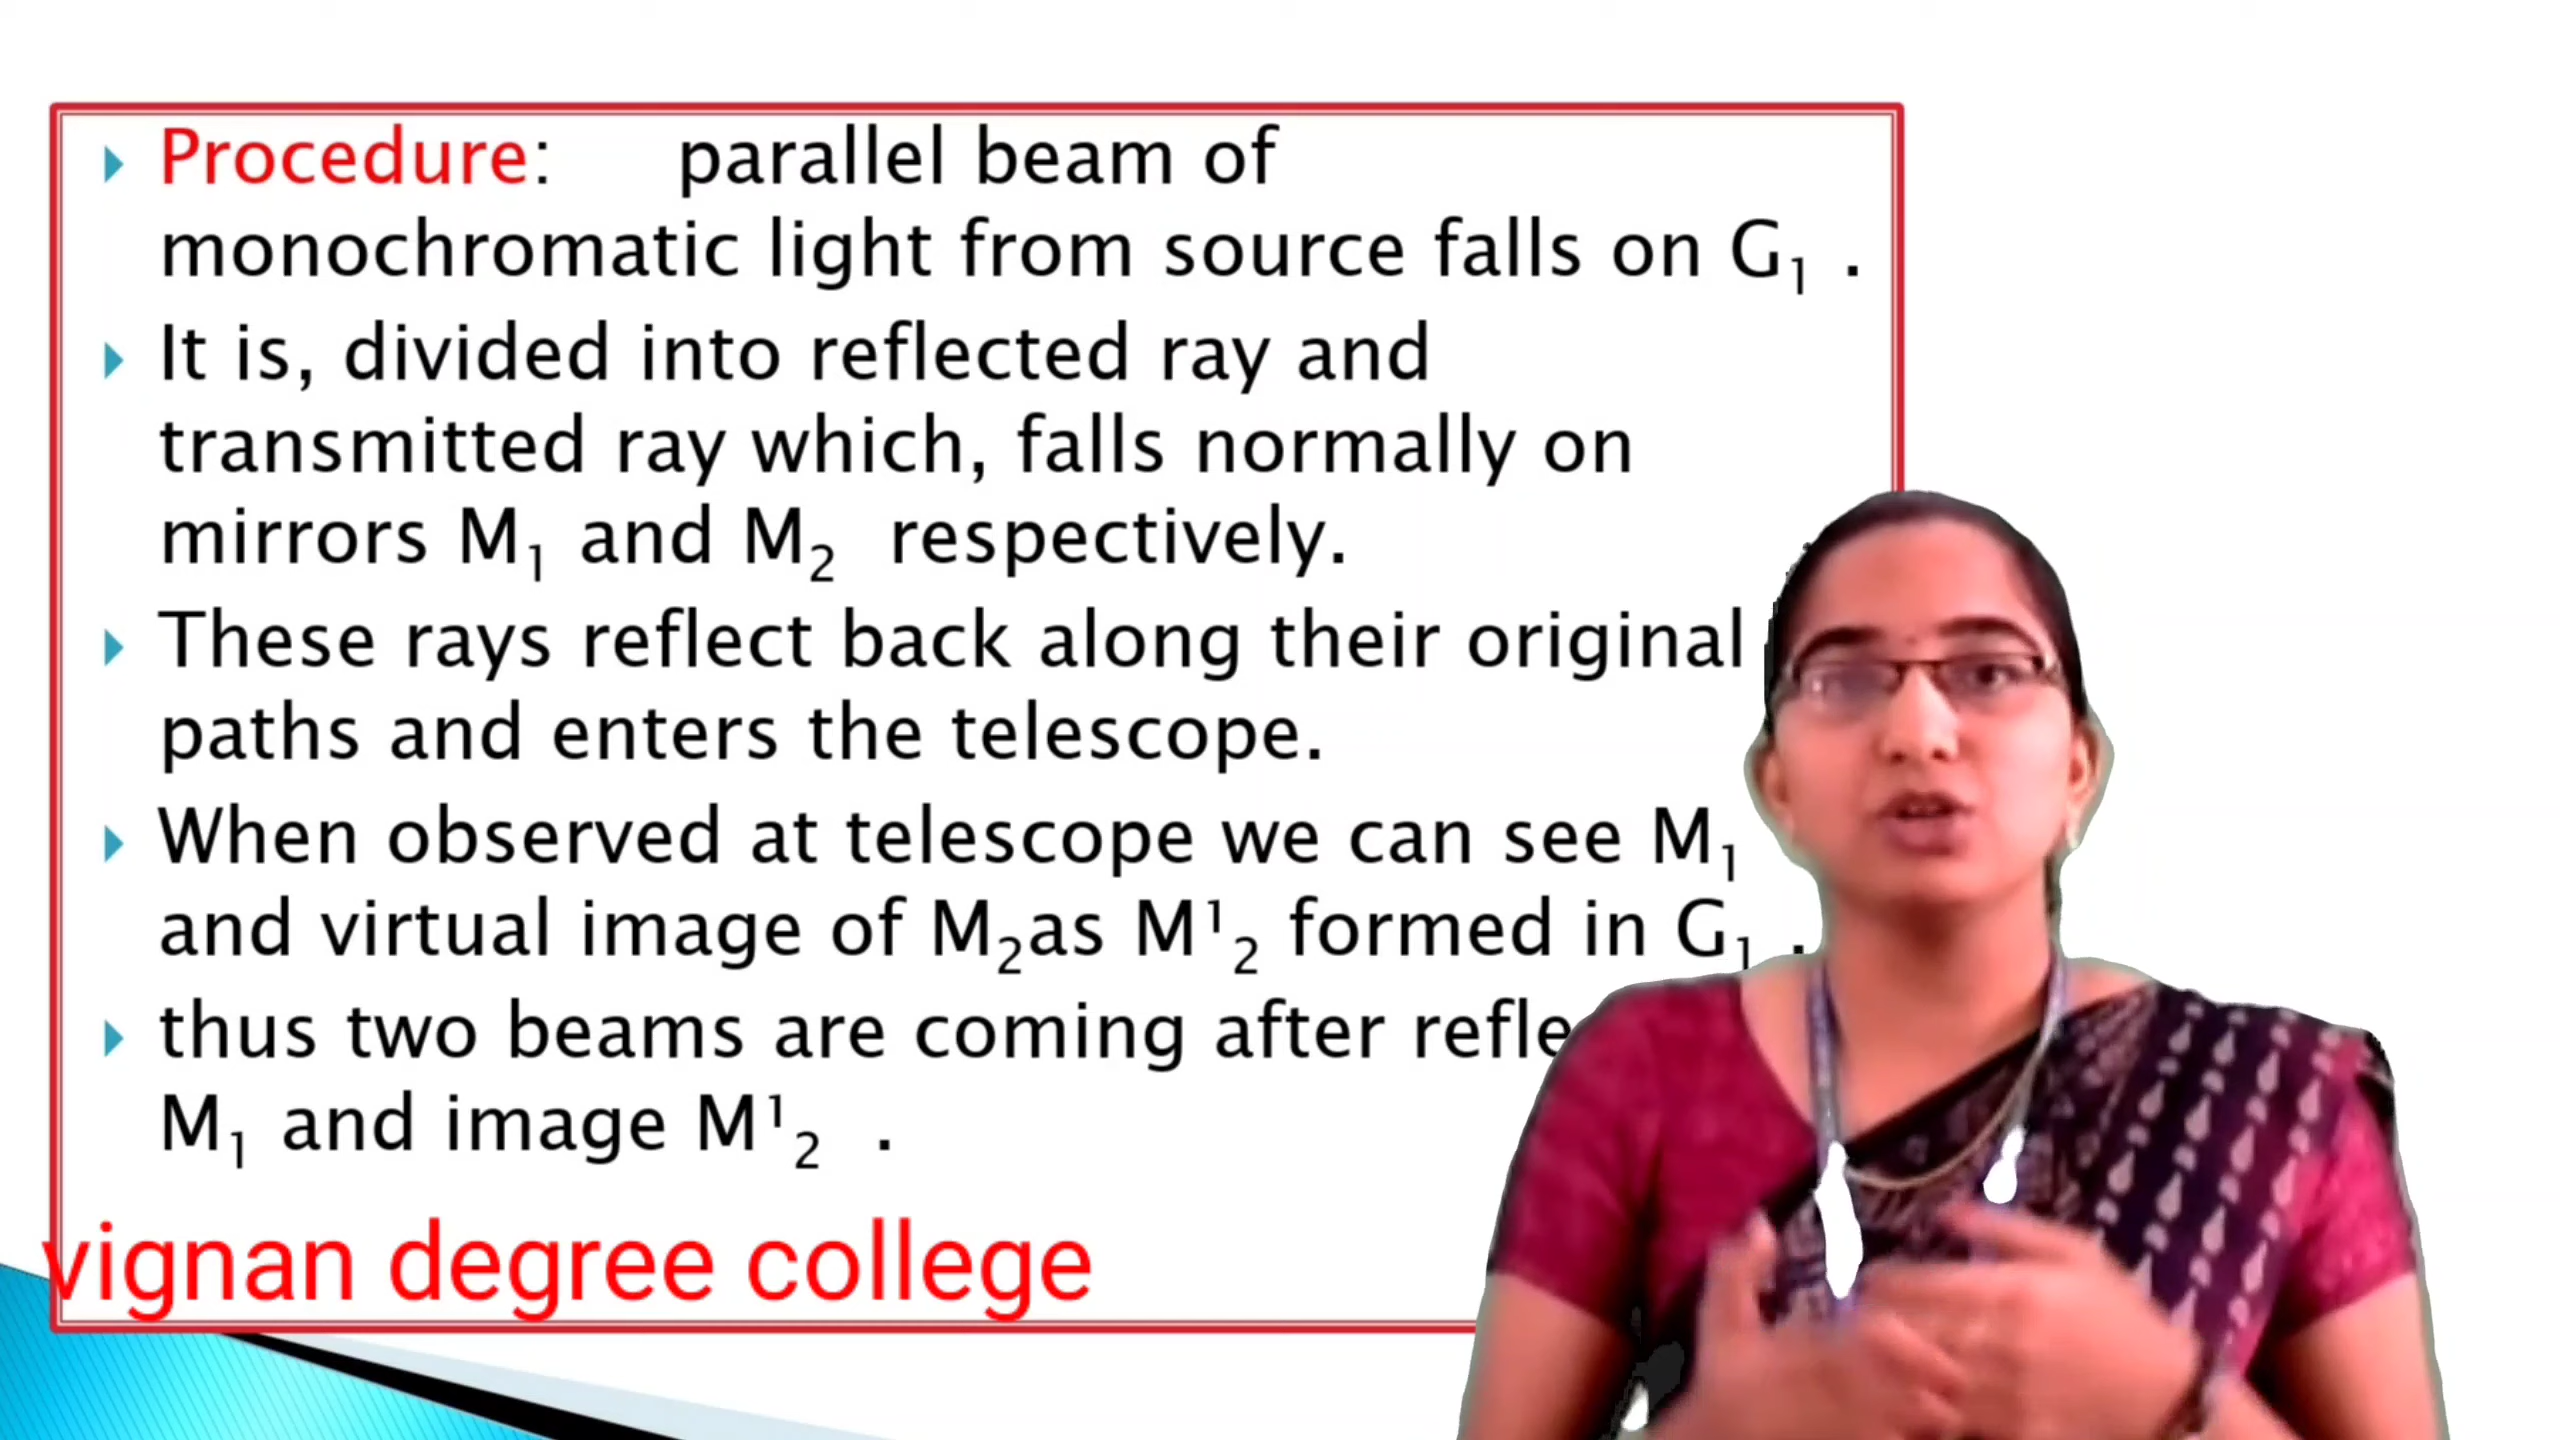 Procedure: parallel beam of
monochromatic light from source falls on G₁ .
It is, divided into reflected ray and
transmitted ray which, falls normally on
mirrors M₁ and M₂ respectively.
These rays reflect back along their original
paths and enters the telescope.
When observed at telescope we can see M₁
and virtual image of M₂as M¹₂ formed in G₁ .
thus two beams are coming after
M₁ and image M¹₂ .
vignan degree college